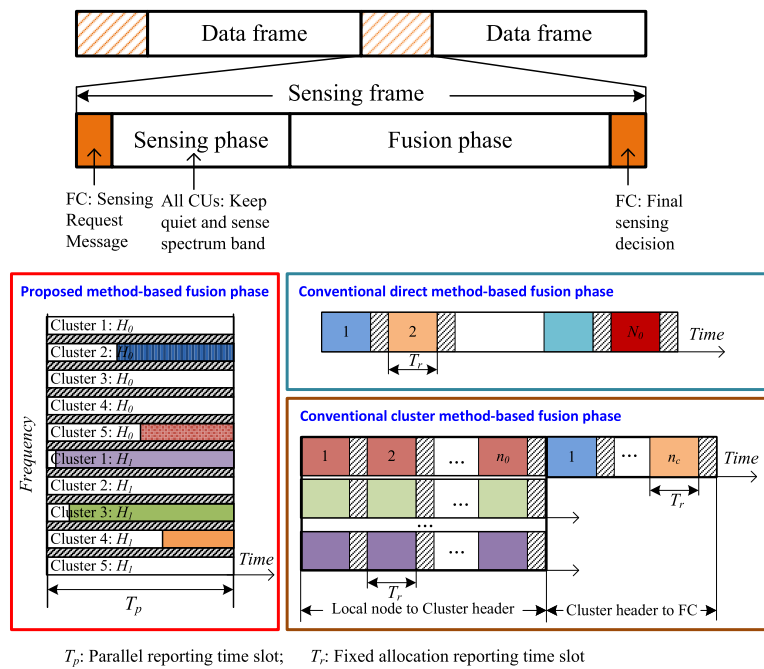 Data frame
Data frame
Sensing frame
Sensing phase
Fusion phase
FC: Sensing
Request
Message
All CUs: Keep
quiet and sense
spectrum band
FC: Final
sensing
decision
Proposed method-based fusion phase
Frequency
Cluster 1: H0
Cluster 2: H0
Cluster 3: H0
Cluster 4: H0
Cluster 5: H0
Cluster 1: H1
Cluster 2: H1
Cluster 3: H1
Cluster 4: H1
Cluster 5: H1
Time
Tp
Conventional direct method-based fusion phase
1 2 N0
Time
Tr
Conventional cluster method-based fusion phase
1 2 ... n0 1 ... nc
Time
Tr
...
...
...
Tr
Local node to Cluster header
Cluster header to FC
Tp: Parallel reporting time slot; Tr: Fixed allocation reporting time slot